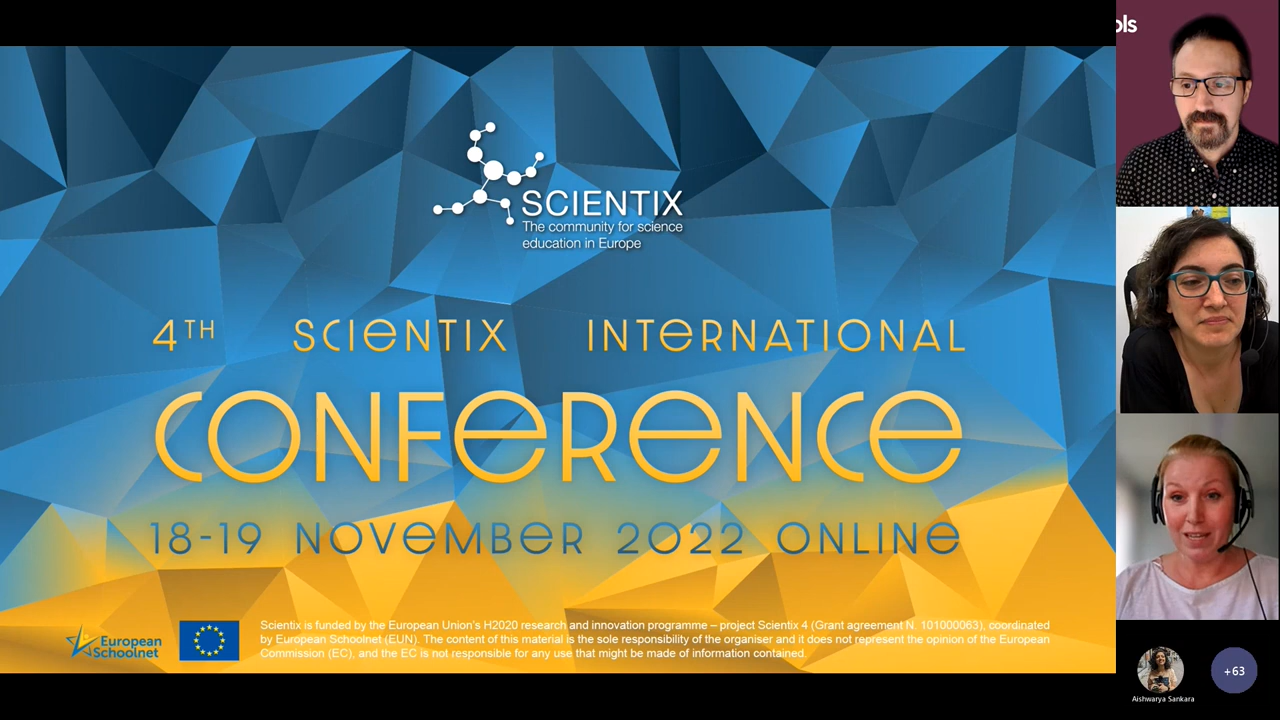 ols
SCIENTIX
The community for science
education in Europe
4TH SCIENTIX INTERNATIONAL
CONFERENCE
18-19 NOVEMBER 2022 ONLINE
European
Schoolnet
Scientix is funded by the European Union's H2020 research and innovation programme – project Scientix 4 (Grant agreement N. 101000063), coordinated
by European Schoolnet (EUN). The content of this material is the sole responsibility of the organiser and it does not represent the opinion of the European
Commission (EC), and the EC is not responsible for any use that might be made of information contained.
Aishwarya Sankara
+63